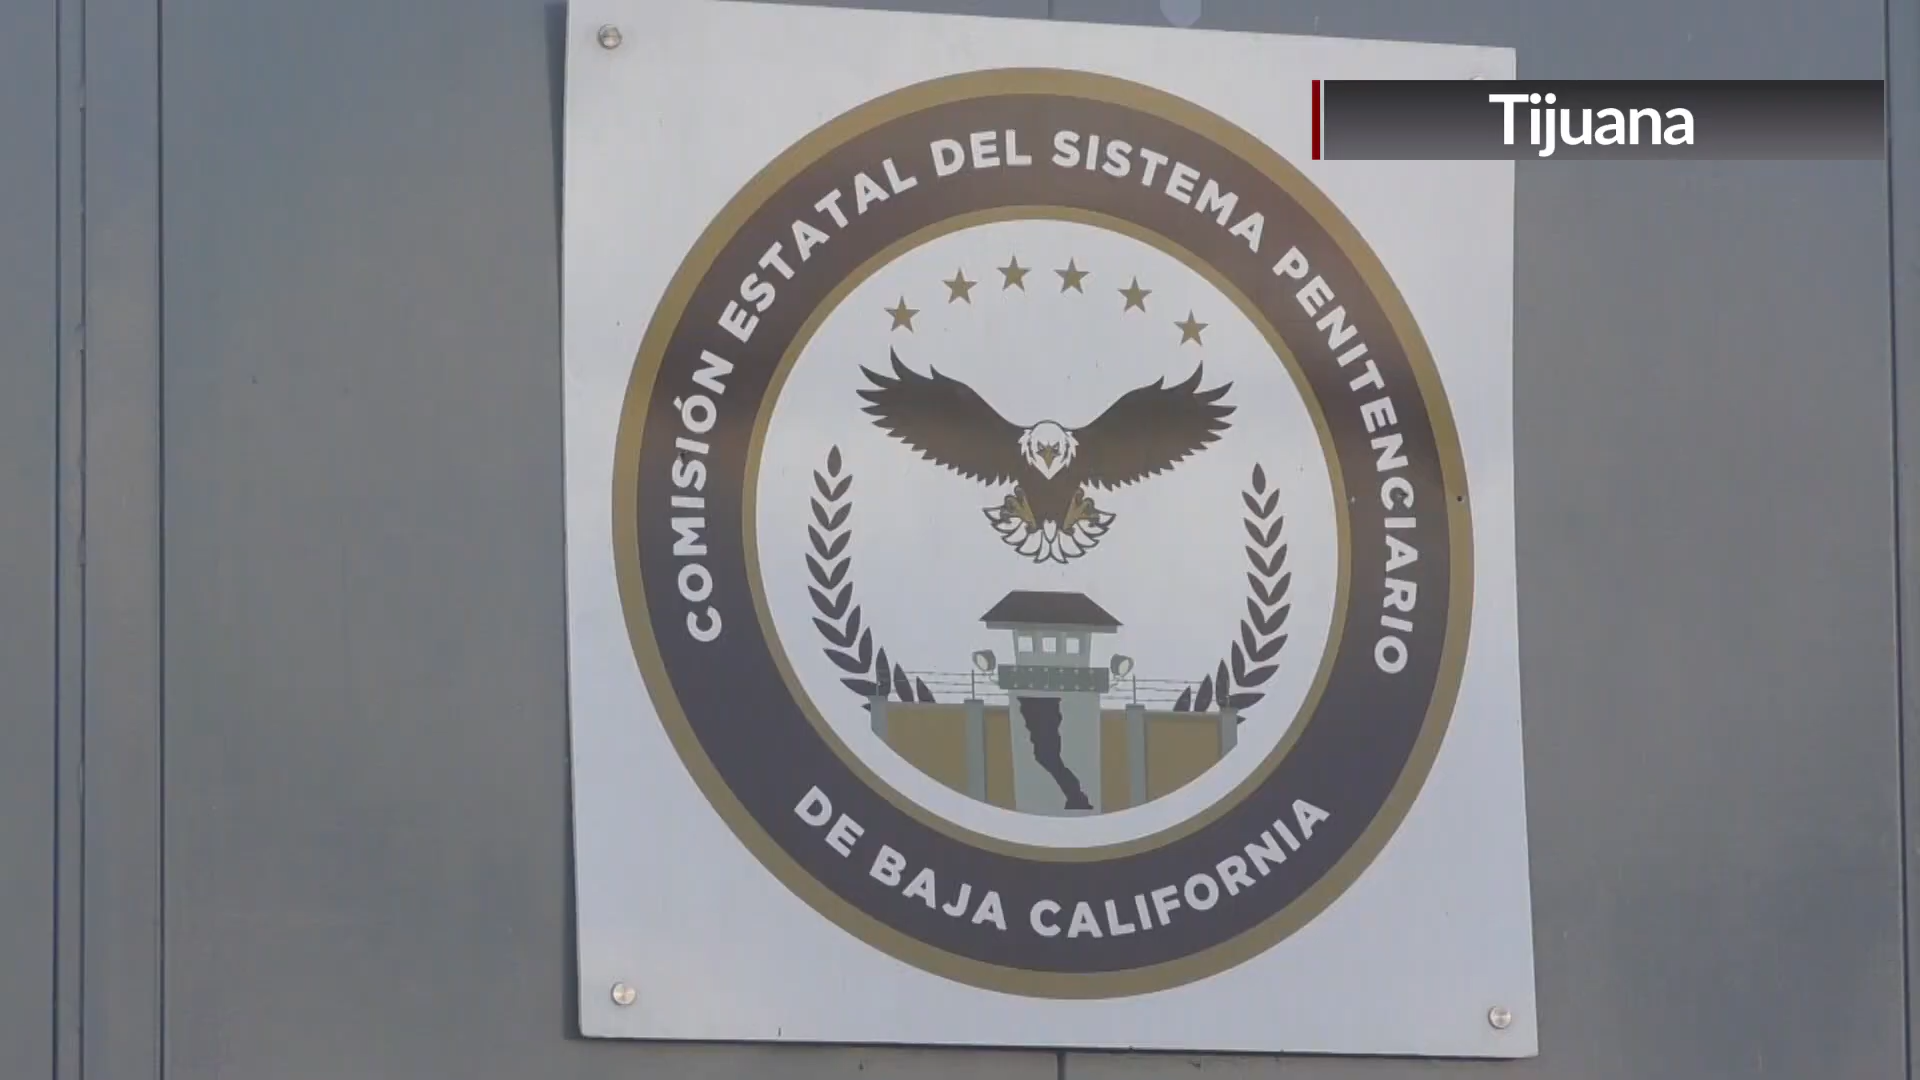 Tijuana
COMISIÓN ESTATAL DEL SISTEMA PENITENCIARIO
DE BAJA CALIFORNIA